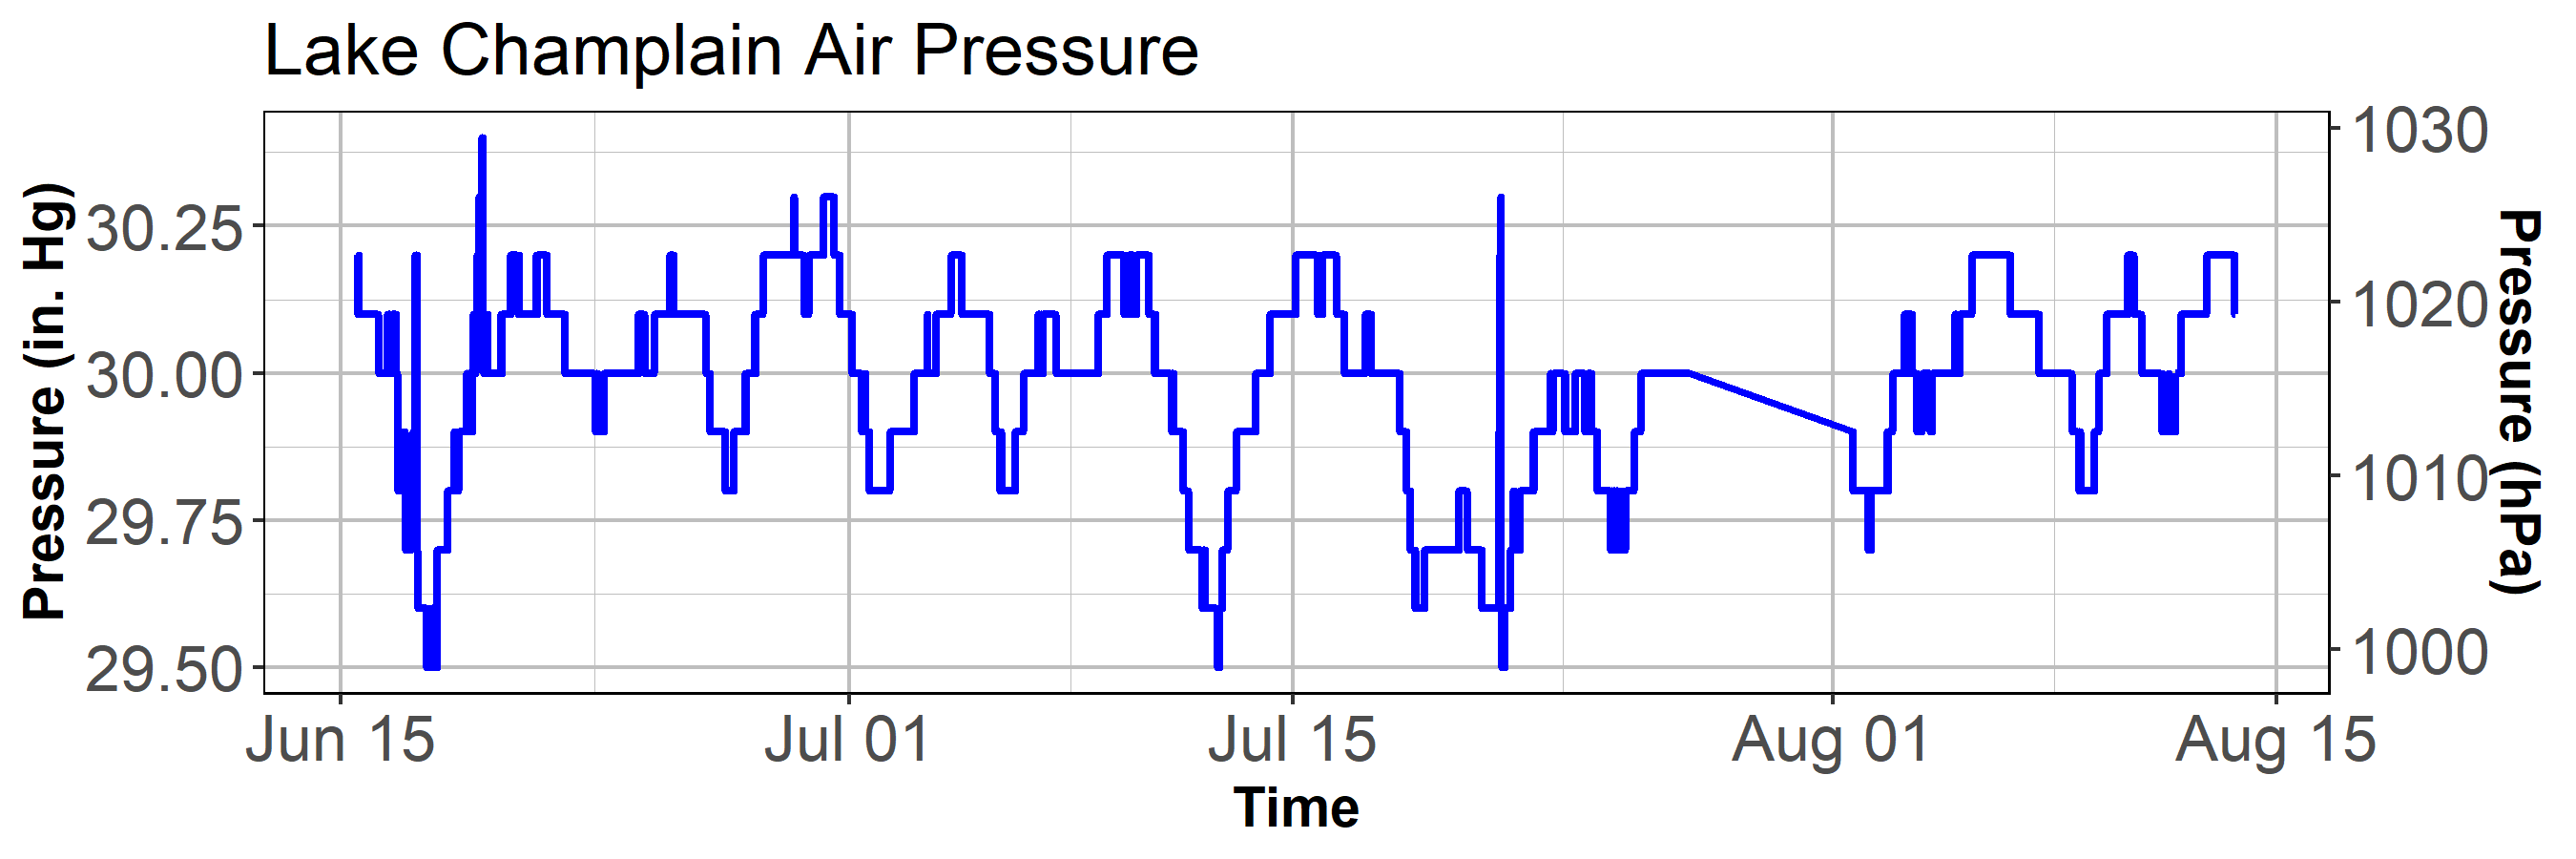 Lake Champlain Air Pressure
Pressure (in. Hg)
30.25
30.00
29.75
29.50
1030
1020
1010
1000
Pressure (hPa)
Jun 15 Jul 01 Jul 15 Aug 01 Aug 15
Time